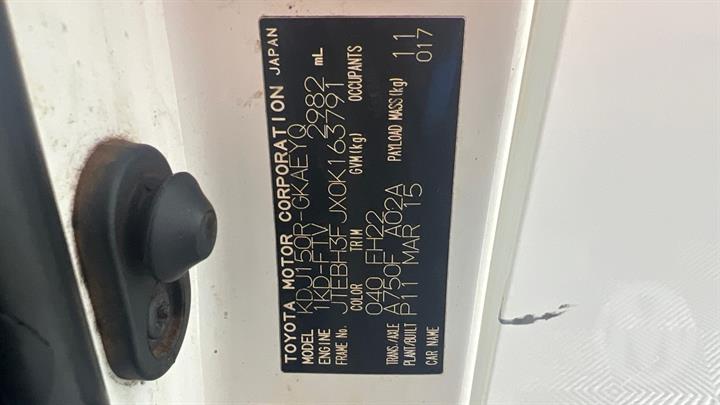 TOYOTA MOTOR CORPORATION JAPAN
MODEL KDJ150R-GKAEYQ
ENGINE 1KD-FTV 2982 mL
FRAME No. JTEBH3FJX0K163791
COLOR TRIM GVM(kg) OCCUPANTS
040 FH22
TRANS./AXLE A750F A02A PAYLOAD MASS(kg) 11
PLANT/BUILT P11 MAR 15 017
CAR NAME